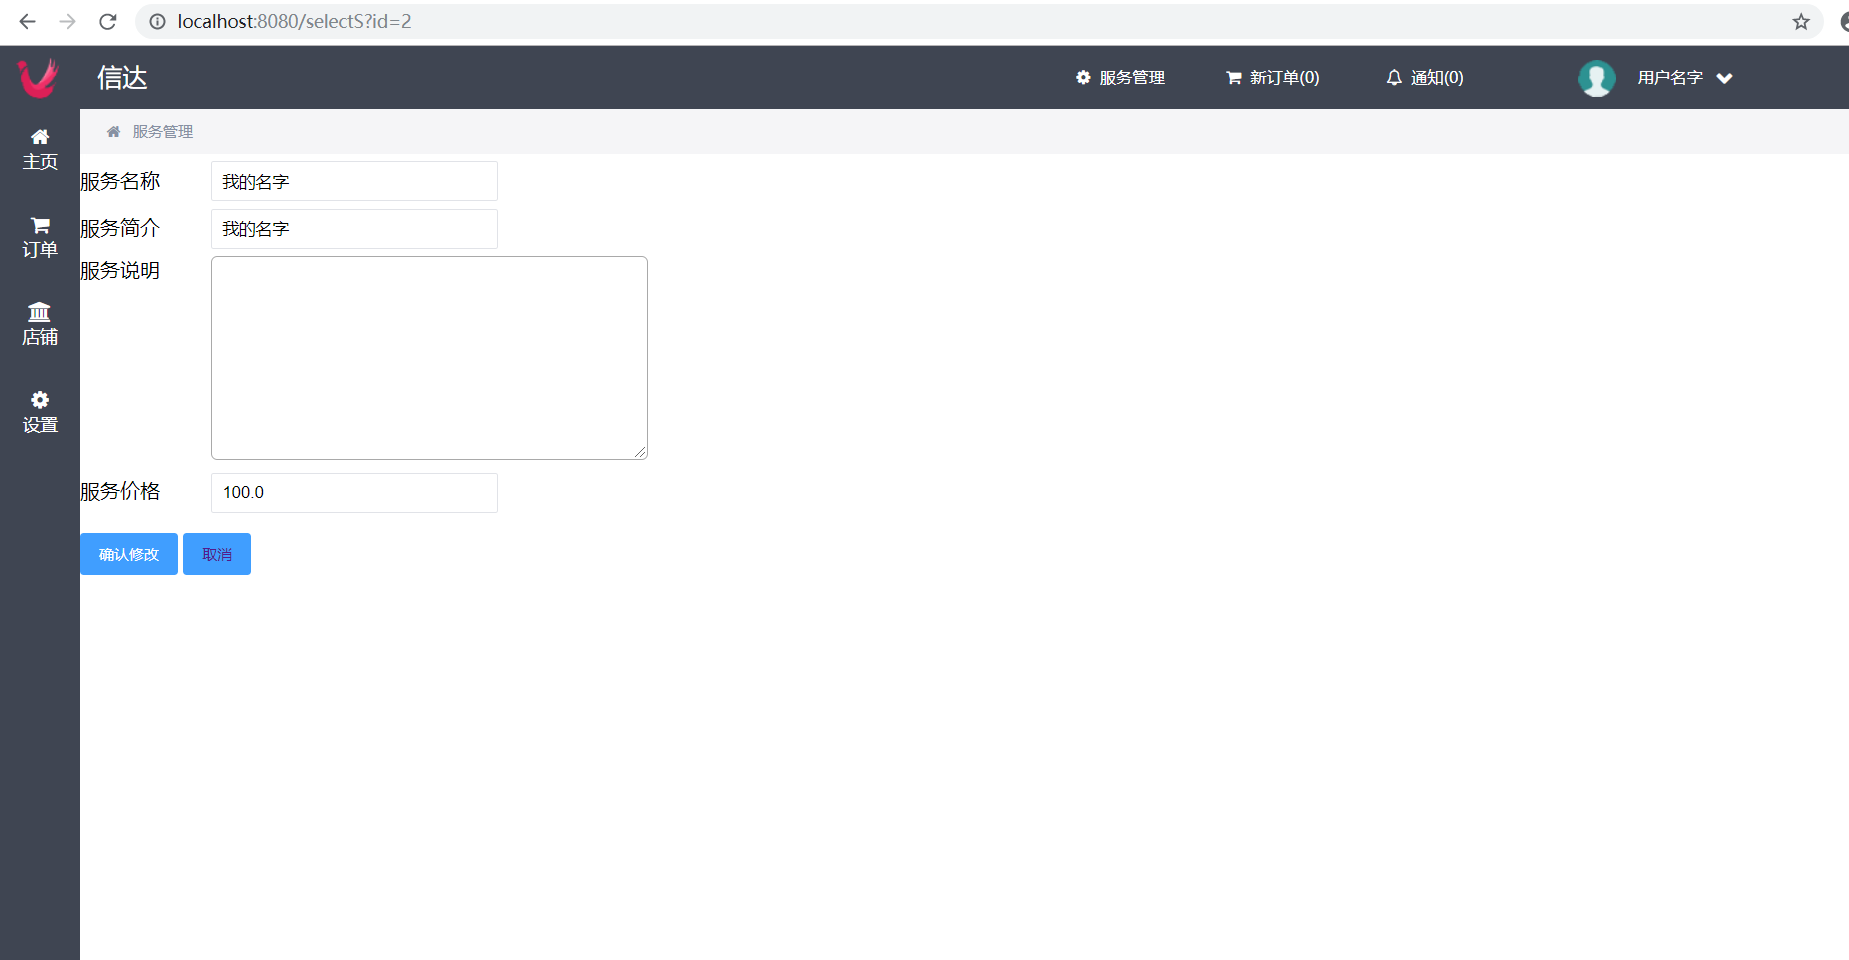 localhost:8080/selectS?id=2
信达
服务管理
新订单(0)
通知(0)
用户名字
主页
订单
店铺
设置
服务管理
服务名称
我的名字
服务简介
我的名字
服务说明
服务价格
100.0
确认修改
取消